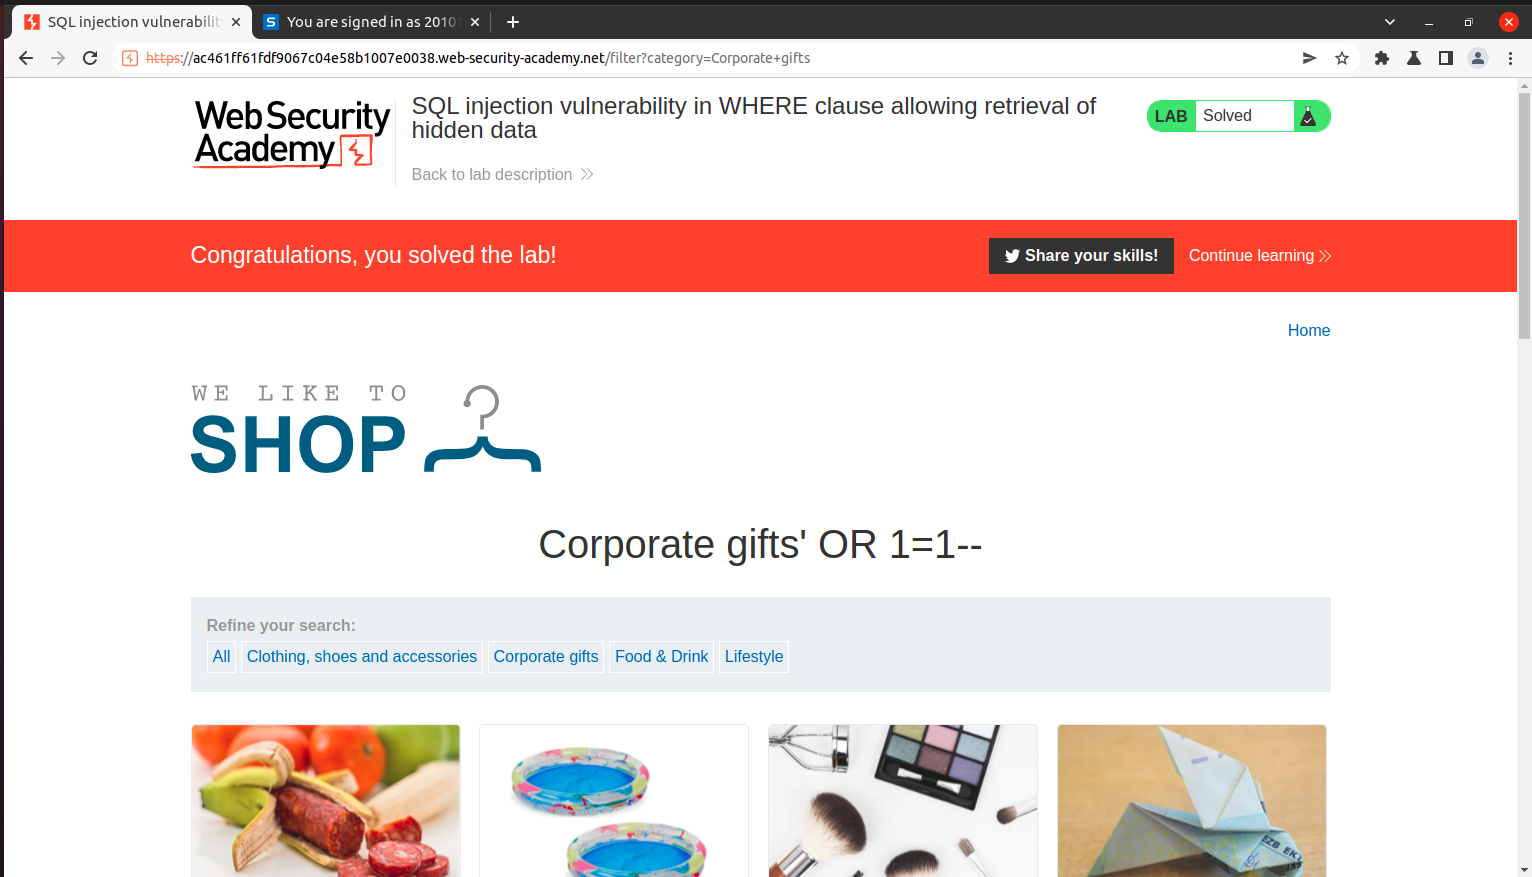 SQL injection vulnerabilit
You are signed in as 2010
https://ac461ff61fdf9067c04e58b1007e0038.web-security-academy.net/filter?category=Corporate+gifts
Web Security
Academy
SQL injection vulnerability in WHERE clause allowing retrieval of
hidden data
Back to lab description
LAB Solved
Congratulations, you solved the lab!
Share your skills!
Continue learning
Home
WE LIKE TO
SHOP
Corporate gifts' OR 1=1--
Refine your search:
All Clothing, shoes and accessories Corporate gifts Food & Drink Lifestyle